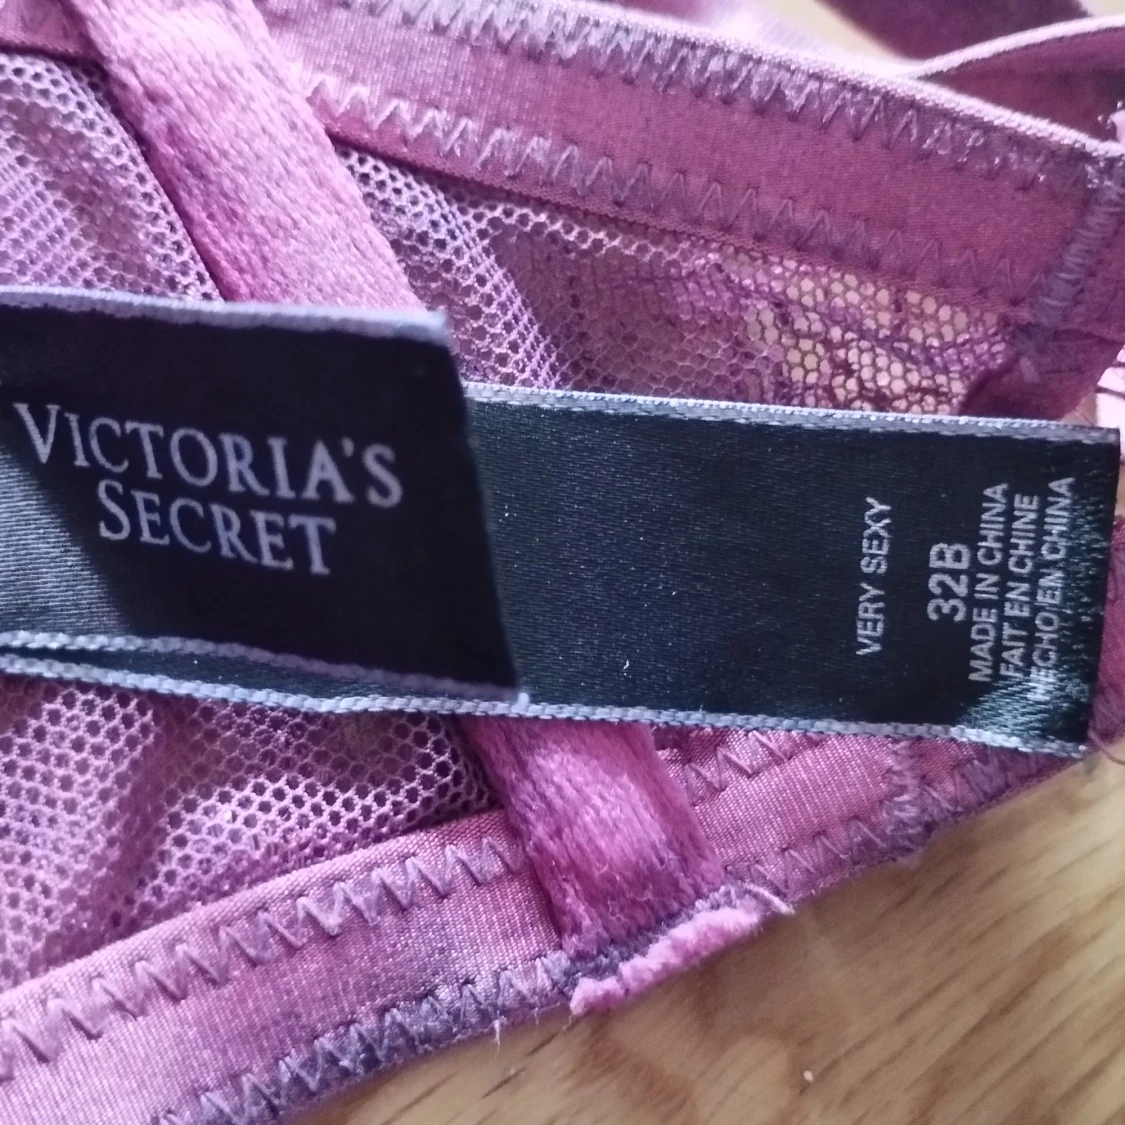 VICTORIA'S
SECRET
VERY SEXY
32B
MADE IN CHINA
FAIT EN CHINE
HECHO EN CHINA